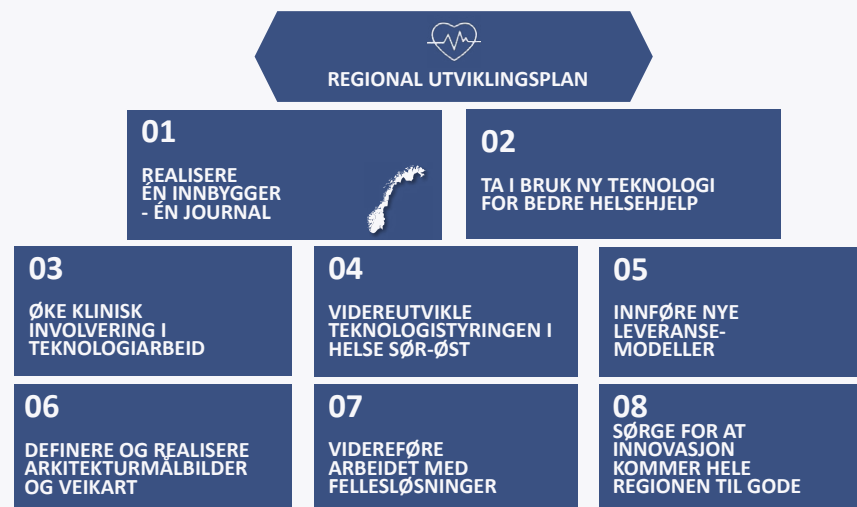 REGIONAL UTVIKLINGSPLAN
01
REALISERE
ÉN INNBYGGER
- ÉN JOURNAL
02
TA I BRUK NY TEKNOLOGI
FOR BEDRE HELSEHJELP
03
ØKE KLINISK
INVOLVERING I
TEKNOLOGIARBEID
04
VIDEREUTVIKLE
TEKNOLOGISTYRINGEN I
HELSE SØR-ØST
05
INNFØRE NYE
LEVERANSE-
MODELLER
06
DEFINERE OG REALISERE
ARKITEKTURMÅLBILDER
OG VEIKART
07
VIDEREFØRE
ARBEIDET MED
FELLESLØSNINGER
08
SØRGE FOR AT
INNOVASJON
KOMMER HELE
REGIONEN TIL GODE